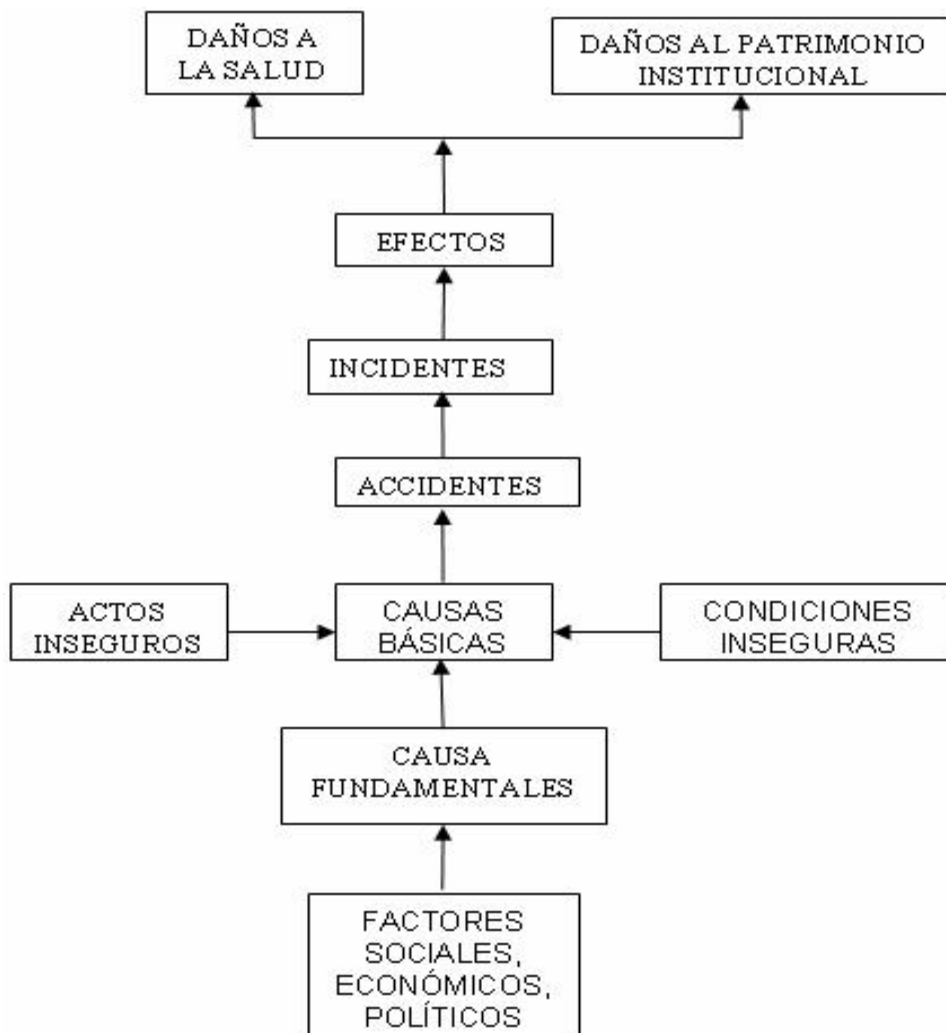 DAÑOS A
LA SALUD
DAÑOS AL PATRIMONIO
INSTITUCIONAL
EFECTOS
INCIDENTES
ACCIDENTES
ACTOS
INSEGUROS
CAUSAS
BÁSICAS
CONDICIONES
INSEGURAS
CAUSA
FUNDAMENTALES
FACTORES
SOCIALES,
ECONÓMICOS,
POLÍTICOS